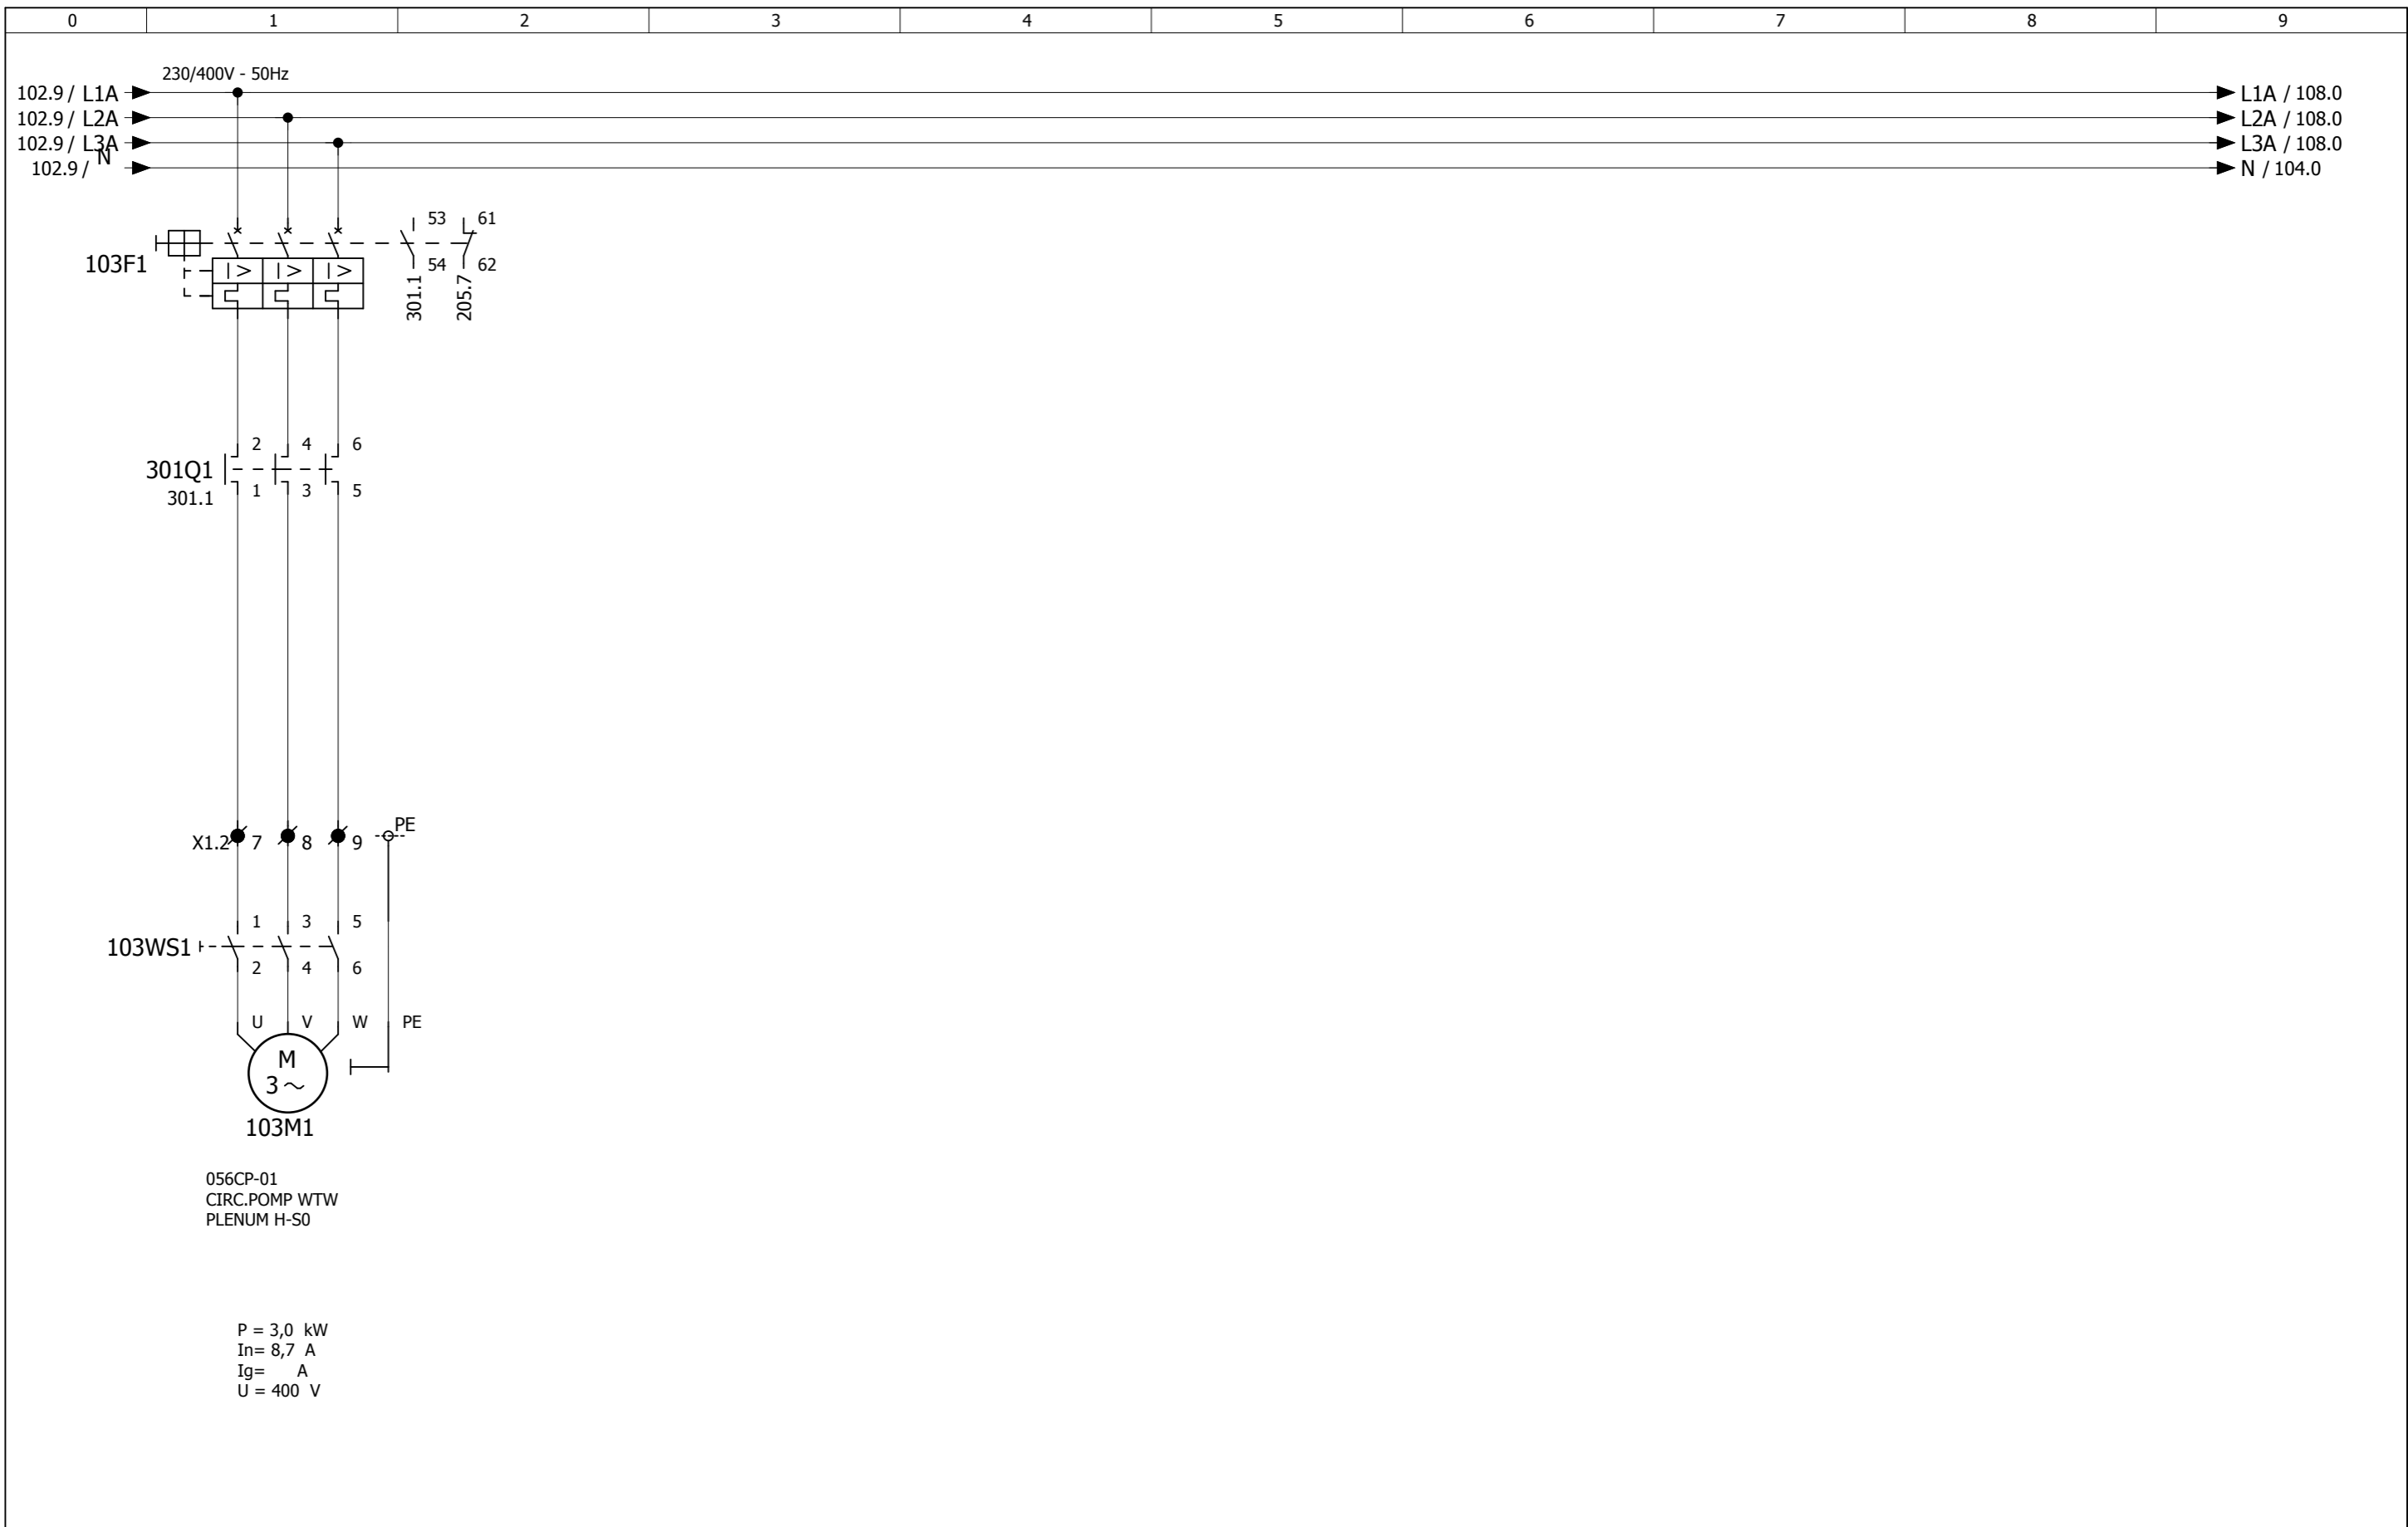 0 1 2 3 4 5 6 7 8 9
230/400V - 50Hz
102.9 / L1A
L1A / 108.0
102.9 / L2A
L2A / 108.0
102.9 / L3A
L3A / 108.0
102.9 / N
N / 104.0
53 61
103F1
I> I> I>
54 62
301.1 205.7
2 4 6
301Q1
301.1
1 3 5
PE
X1.2 7 8 9
1 3 5
103WS1
2 4 6
U V W PE
M
3~
103M1
056CP-01
CIRC.POMP WTW
PLENUM H-S0
P = 3,0 kW
In= 8,7 A
Ig= A
U = 400 V